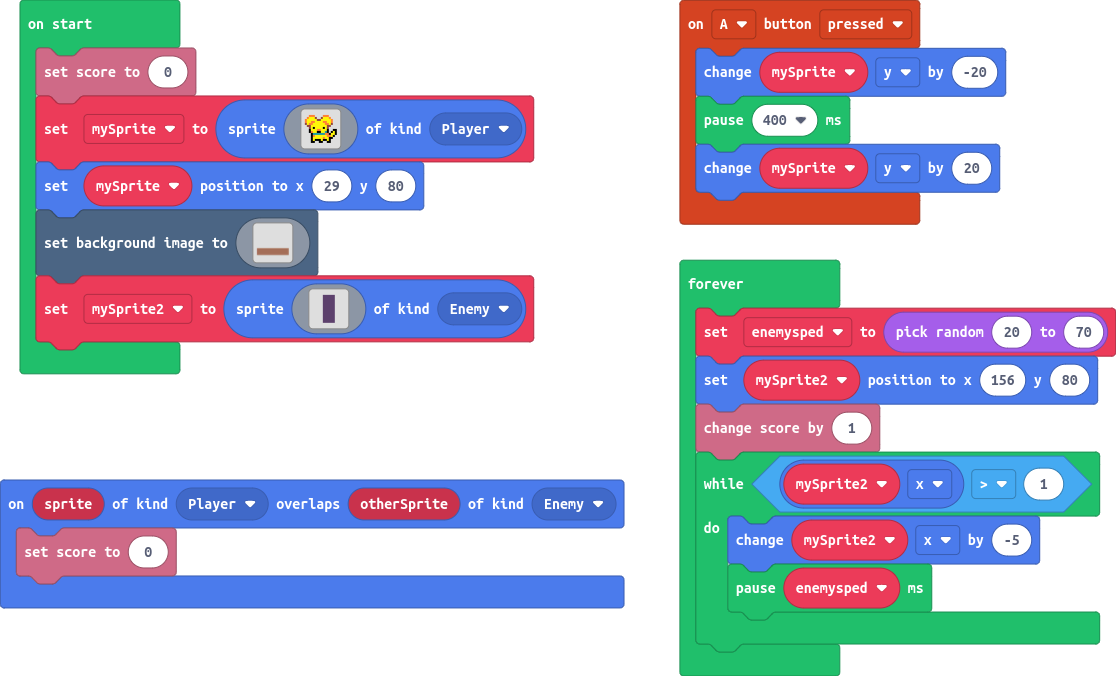 on start
set score to 0
set mySprite to sprite of kind Player
set mySprite position to x 29 y 80
set background image to
set mySprite2 to sprite of kind Enemy
on A button pressed
change mySprite y by -20
pause 400 ms
change mySprite y by 20
forever
set enemysped to pick random 20 to 70
set mySprite2 position to x 156 y 80
change score by 1
while mySprite2 x > 1
do
change mySprite2 x by -5
pause enemysped ms
on sprite of kind Player overlaps otherSprite of kind Enemy
set score to 0